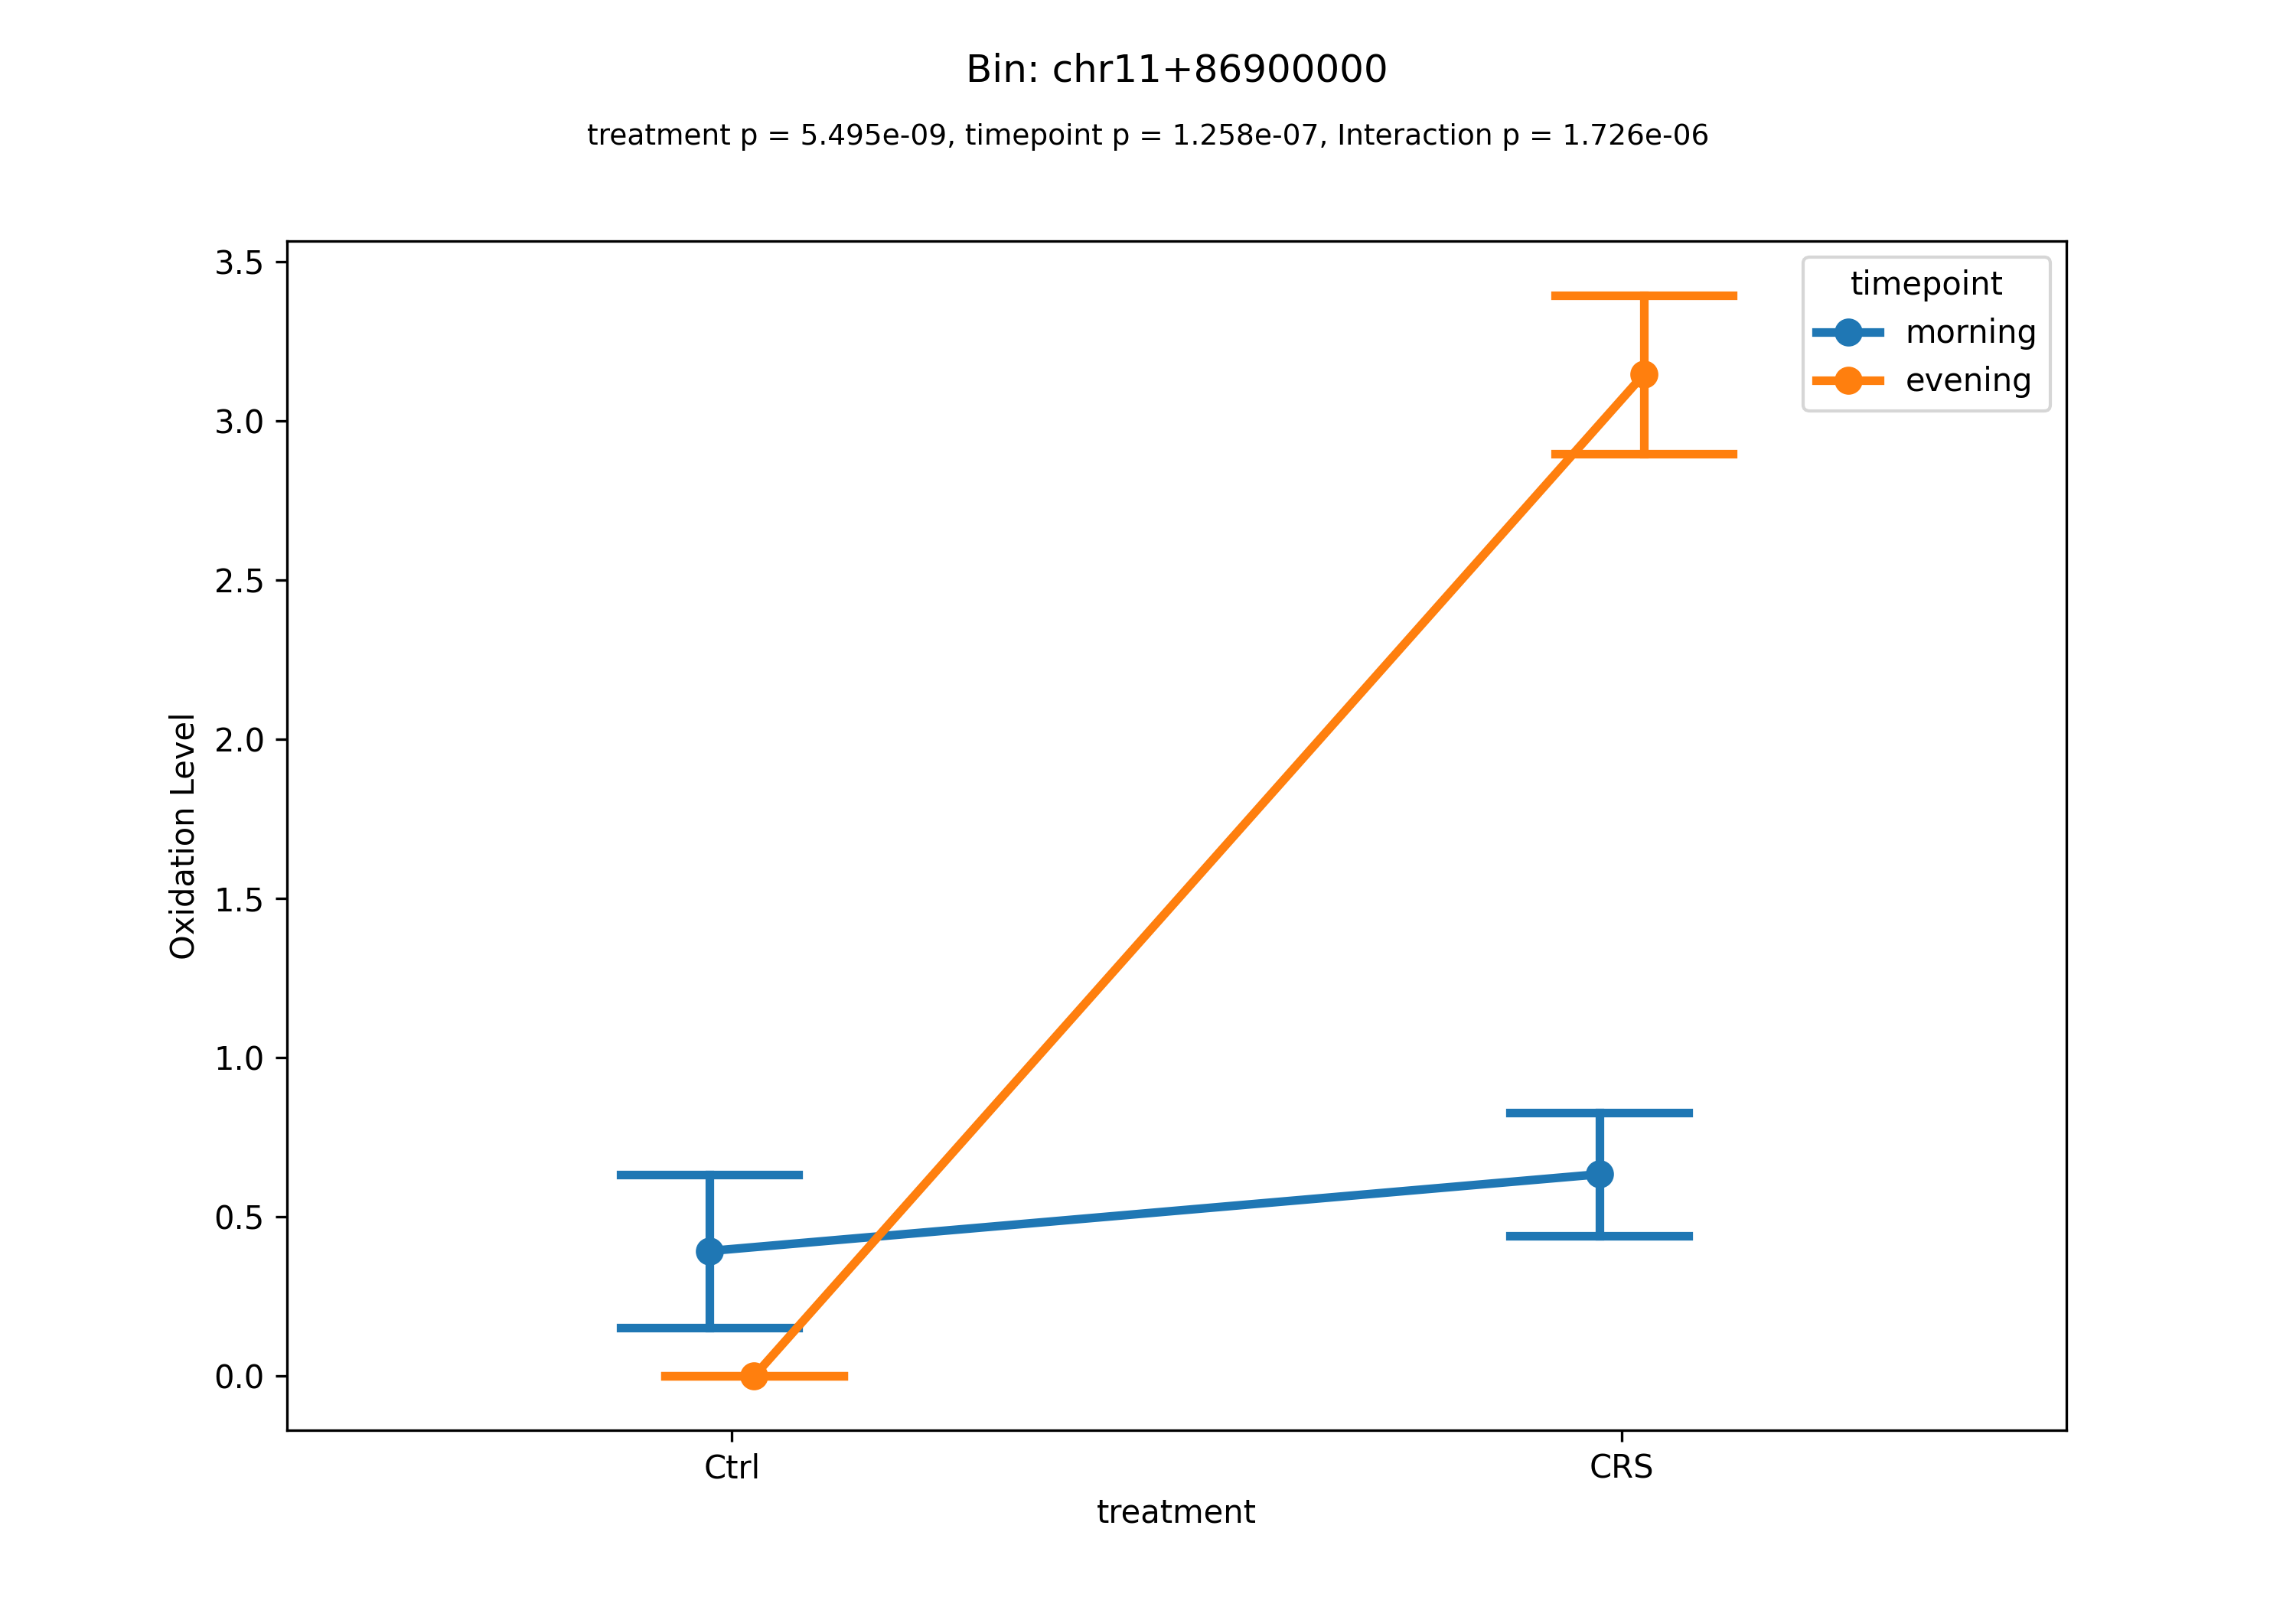 Bin: chr11+86900000
treatment p = 5.495e-09, timepoint p = 1.258e-07, Interaction p = 1.726e-06
3.5
3.0
2.5
2.0
1.5
1.0
0.5
0.0
Oxidation Level
timepoint
morning
evening
Ctrl
CRS
treatment